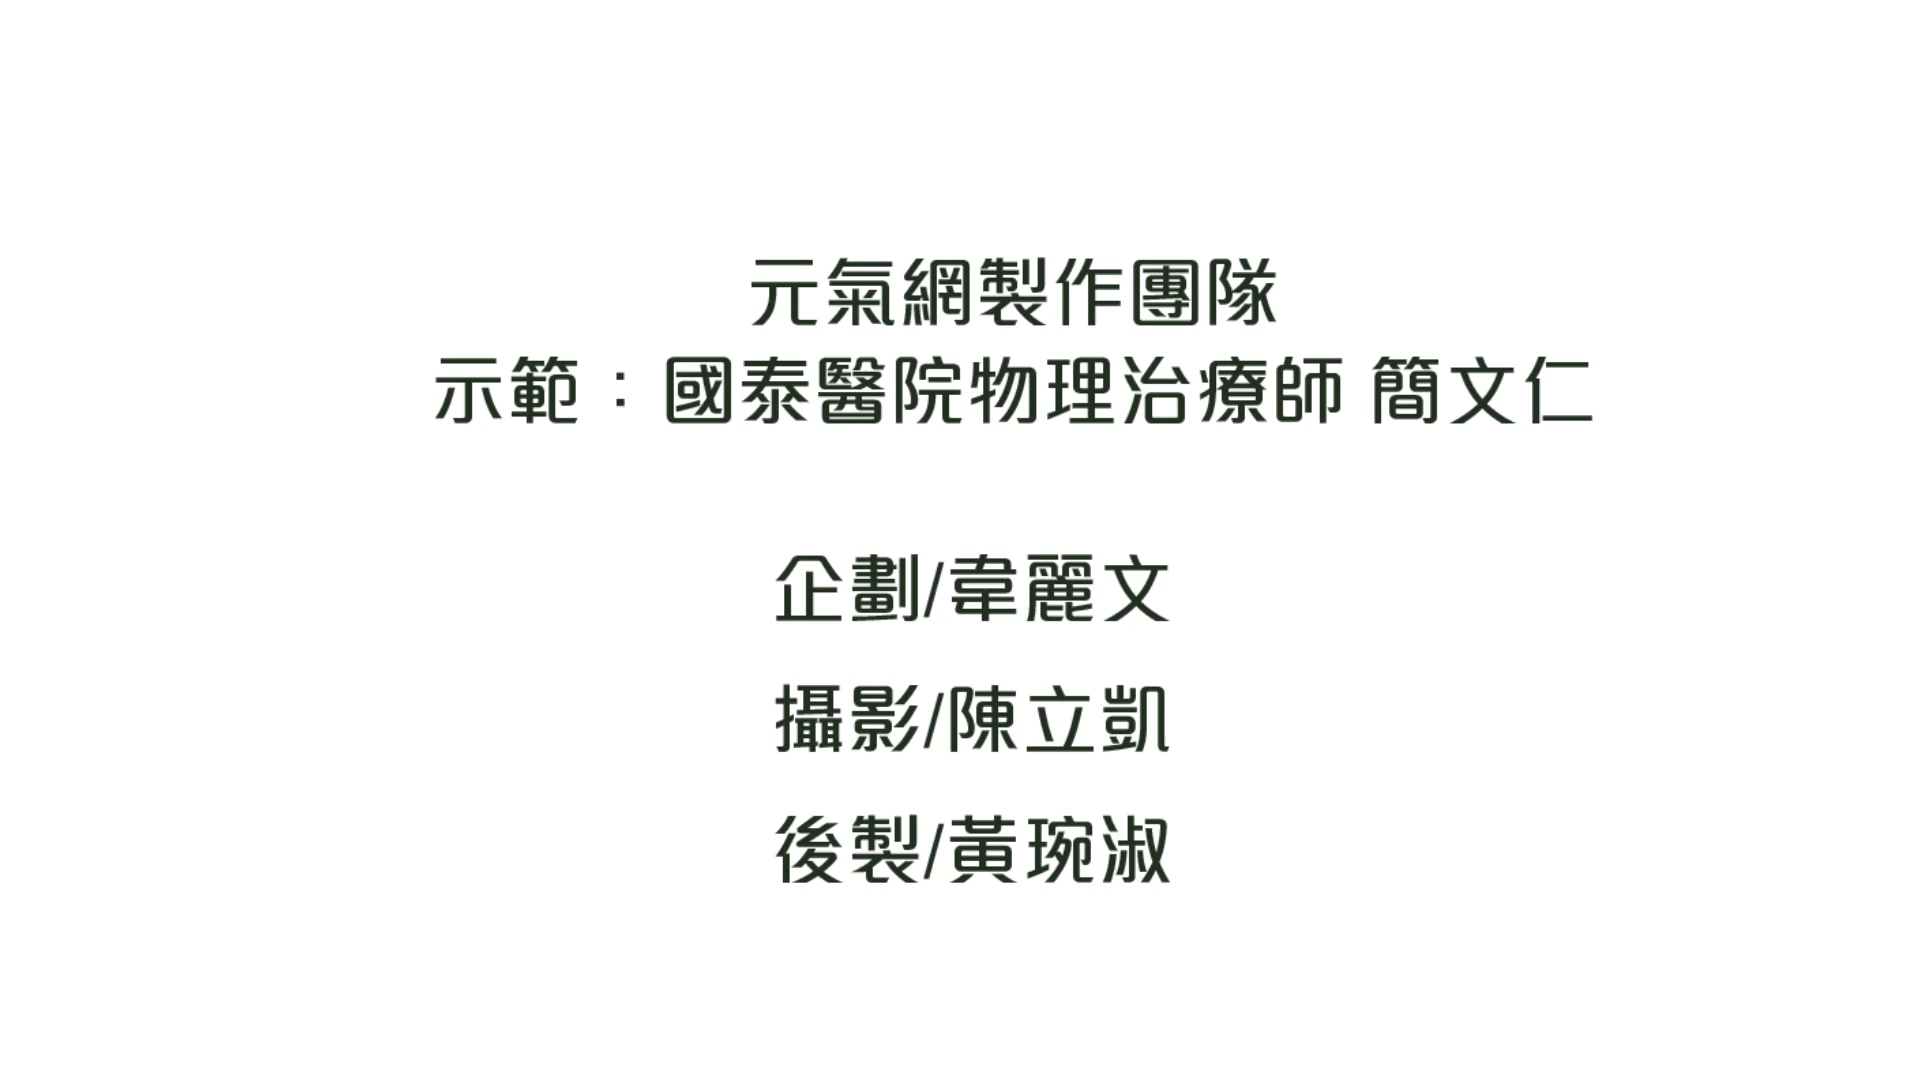 元氣網製作團隊
示範：國泰醫院物理治療師 簡文仁
企劃/韋麗文
攝影/陳立凱
後製/黃琬淑